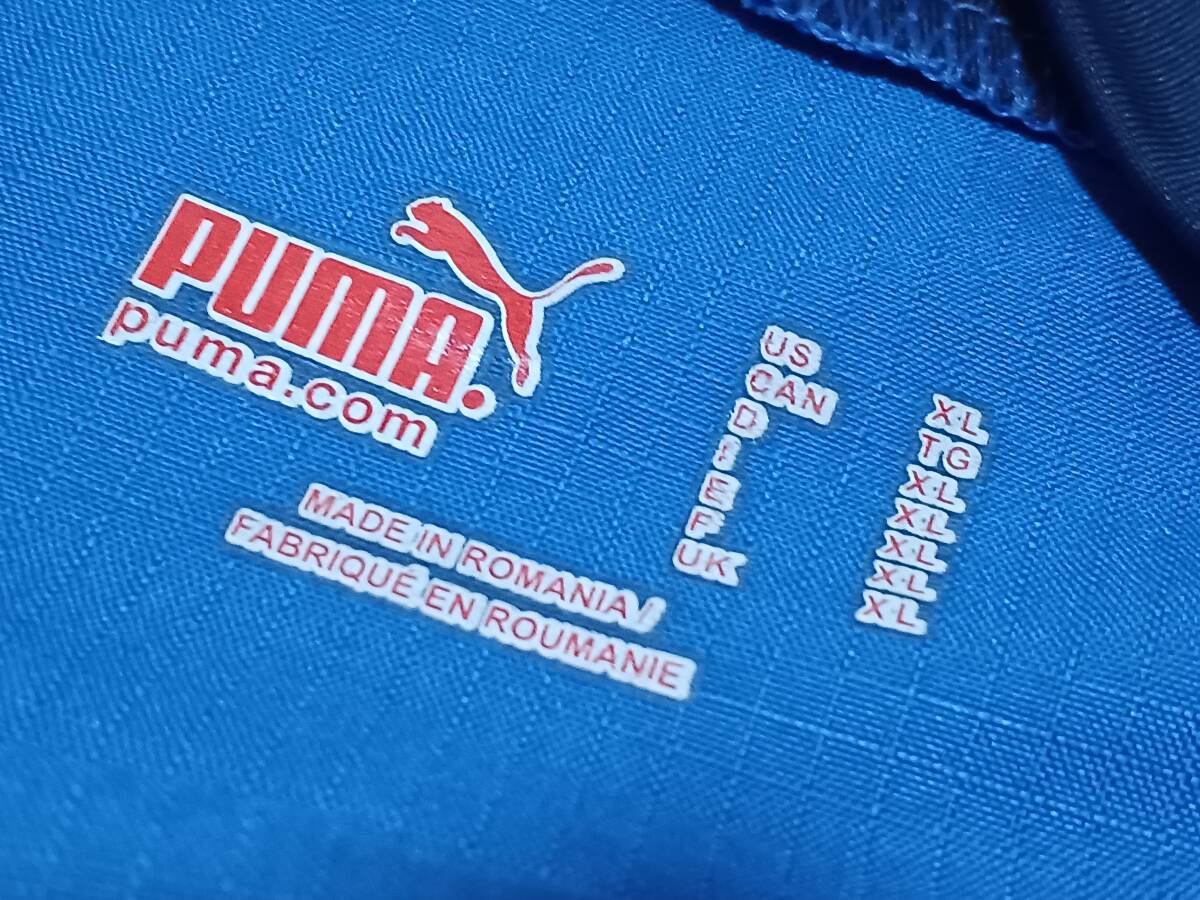 PUMA.
puma.com
MADE IN ROMANIA /
FABRIQUÉ EN ROUMANIE
US XL
CAN TG
D XL
I XL
E XL
F XL
UK XL